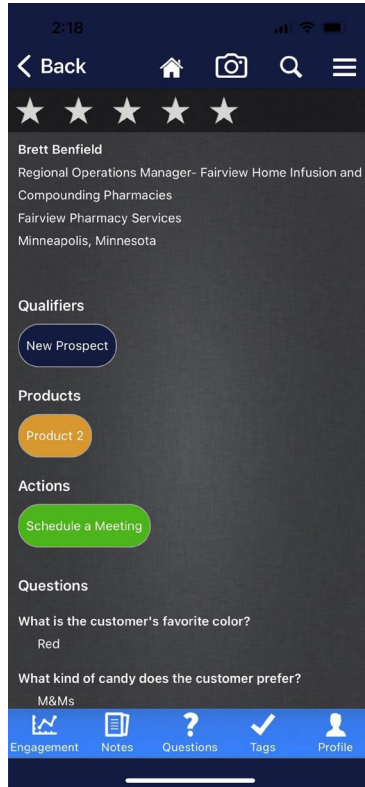 2:18
Back
Brett Benfield
Regional Operations Manager- Fairview Home Infusion and
Compounding Pharmacies
Fairview Pharmacy Services
Minneapolis, Minnesota
Qualifiers
New Prospect
Products
Product 2
Actions
Schedule a Meeting
Questions
What is the customer's favorite color?
Red
What kind of candy does the customer prefer?
M&Ms
Engagement Notes Questions Tags Profile